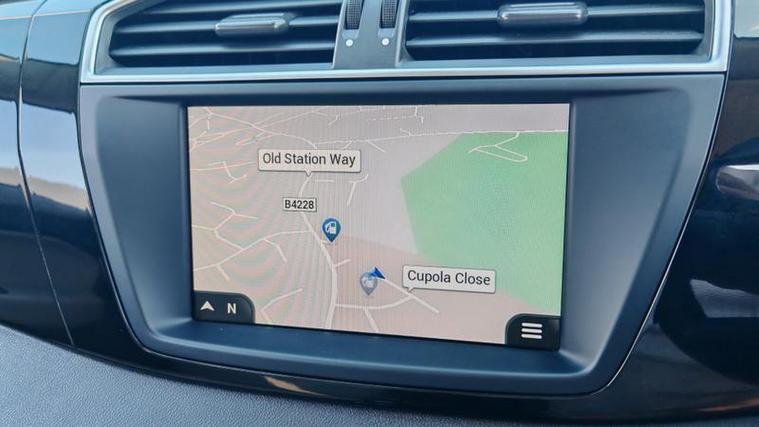 Old Station Way
B4228
Cupola Close
N